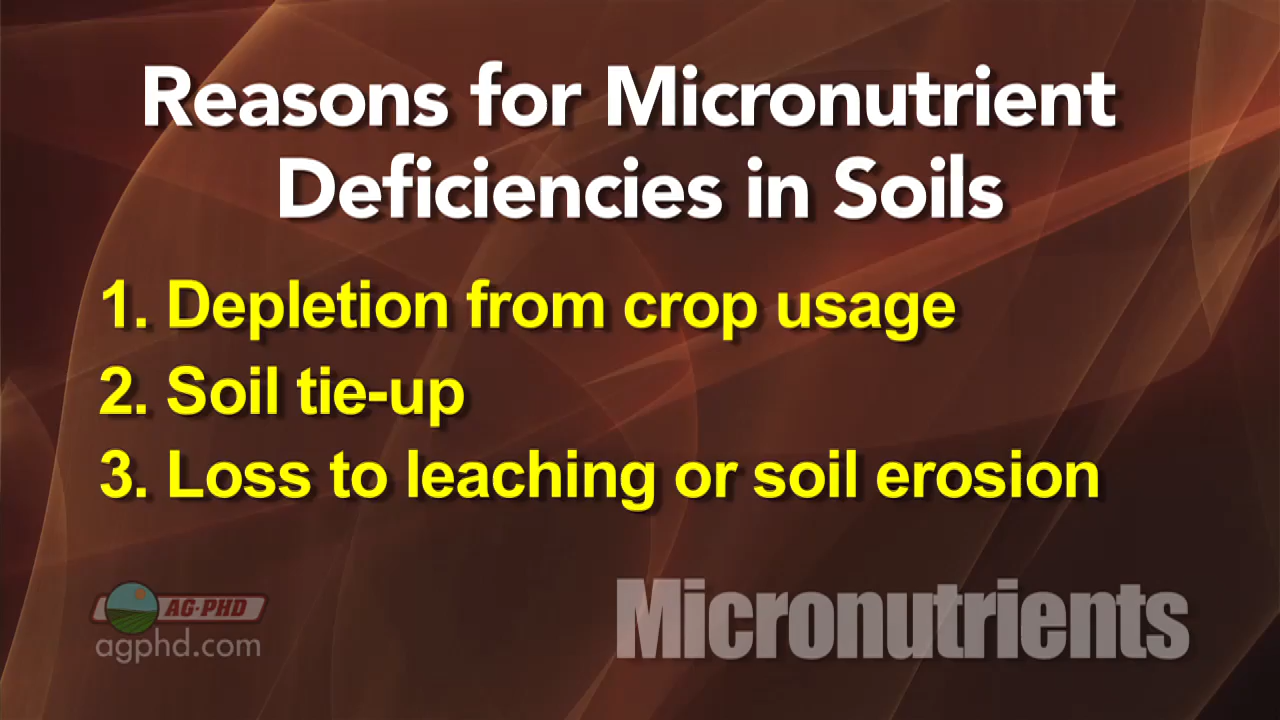 Reasons for Micronutrient
Deficiencies in Soils
1. Depletion from crop usage
2. Soil tie-up
3. Loss to leaching or soil erosion
AG·PHD
agphd.com
Micronutrients